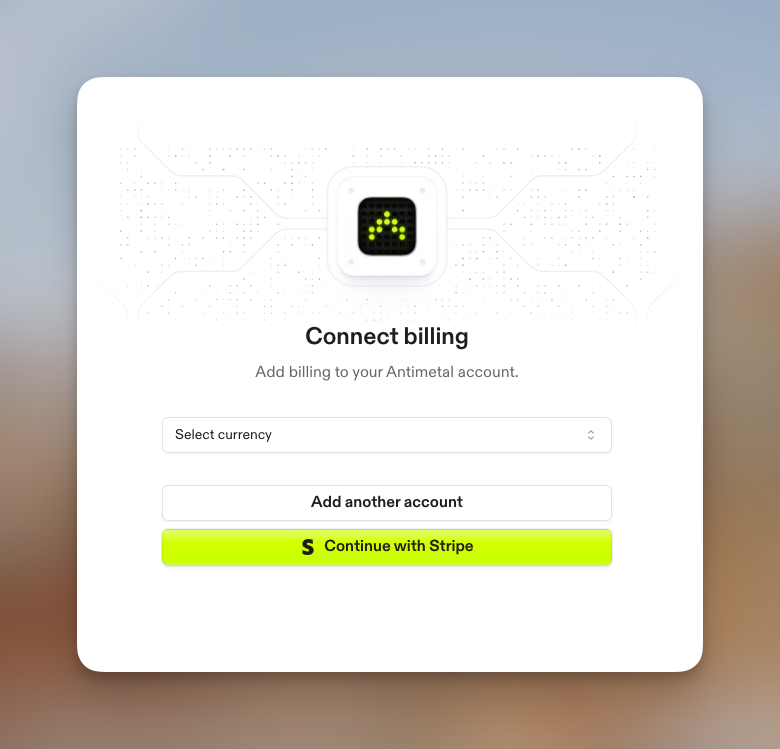 Connect billing
Add billing to your Antimetal account.
Select currency
Add another account
S Continue with Stripe